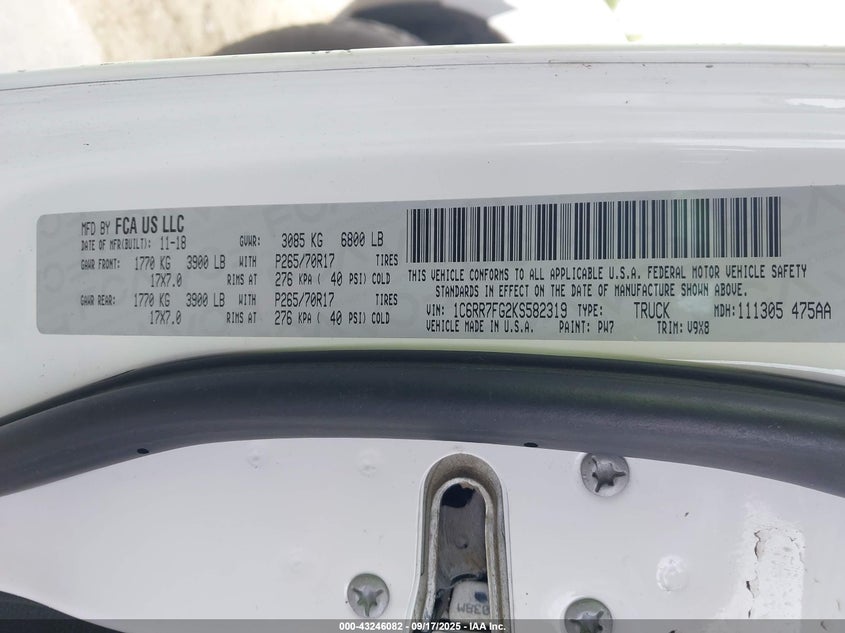 MFD BY FCA US LLC
DATE OF MFR(BUILT): 11-18 GVWR: 3085 KG 6800 LB
GAWR FRONT: 1770 KG 3900 LB WITH P265/70R17 TIRES
17X7.0 RIMS AT 276 KPA ( 40 PSI) COLD
GAWR REAR: 1770 KG 3900 LB WITH P265/70R17 TIRES
17X7.0 RIMS AT 276 KPA ( 40 PSI) COLD
THIS VEHICLE CONFORMS TO ALL APPLICABLE U.S.A. FEDERAL MOTOR VEHICLE SAFETY
STANDARDS IN EFFECT ON THE DATE OF MANUFACTURE SHOWN ABOVE.
VIN: 1C6RR7FG2KS582319 TYPE: TRUCK MDH: 111305 475AA
VEHICLE MADE IN U.S.A. PAINT: PW7 TRIM: V9X8
000-43246082 - 09/17/2025 - IAA Inc.